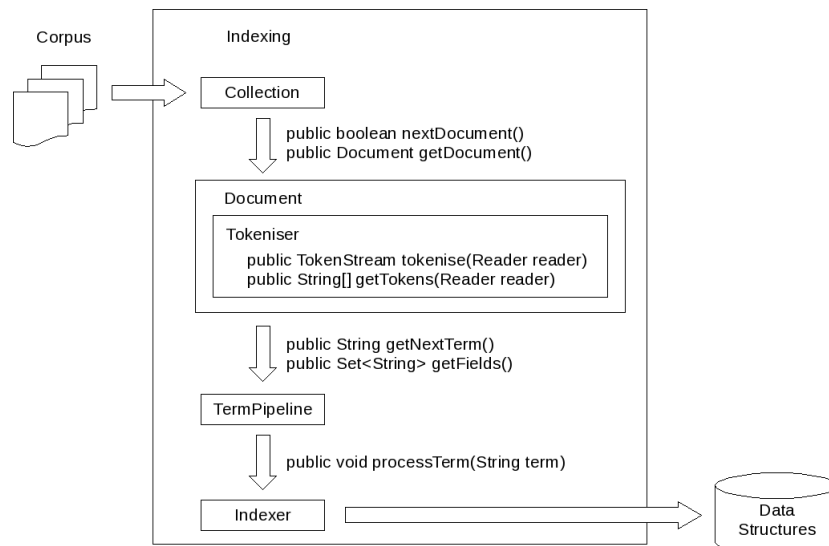 Corpus
Indexing
Collection
public boolean nextDocument()
public Document getDocument()
Document
Tokeniser
public TokenStream tokenise(Reader reader)
public String[] getTokens(Reader reader)
public String getNextTerm()
public Set<String> getFields()
TermPipeline
public void processTerm(String term)
Indexer
Data
Structures